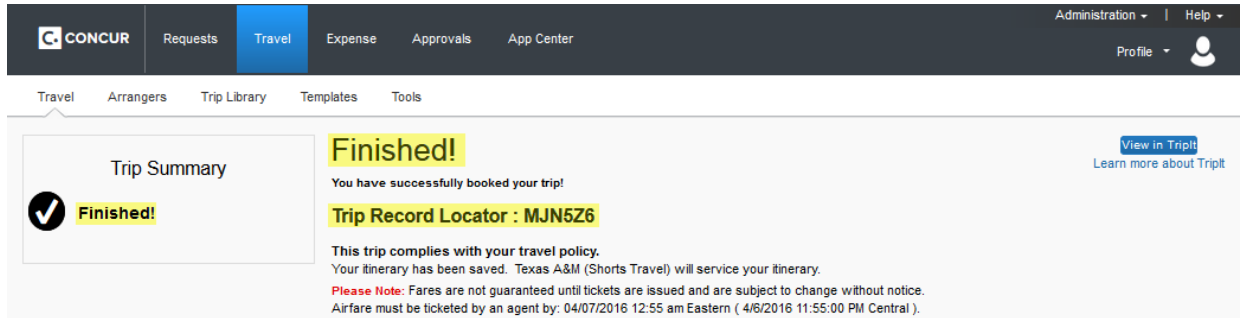 Administration | Help
C. CONCUR Requests Travel Expense Approvals App Center
Profile
Travel Arrangers Trip Library Templates Tools
Trip Summary
Finished!
Finished!
You have successfully booked your trip!
Trip Record Locator : MJN5Z6
This trip complies with your travel policy.
Your itinerary has been saved. Texas A&M (Shorts Travel) will service your itinerary.
Please Note: Fares are not guaranteed until tickets are issued and are subject to change without notice.
Airfare must be ticketed by an agent by: 04/07/2016 12:55 am Eastern ( 4/6/2016 11:55:00 PM Central ).
View in TripIt
Learn more about TripIt